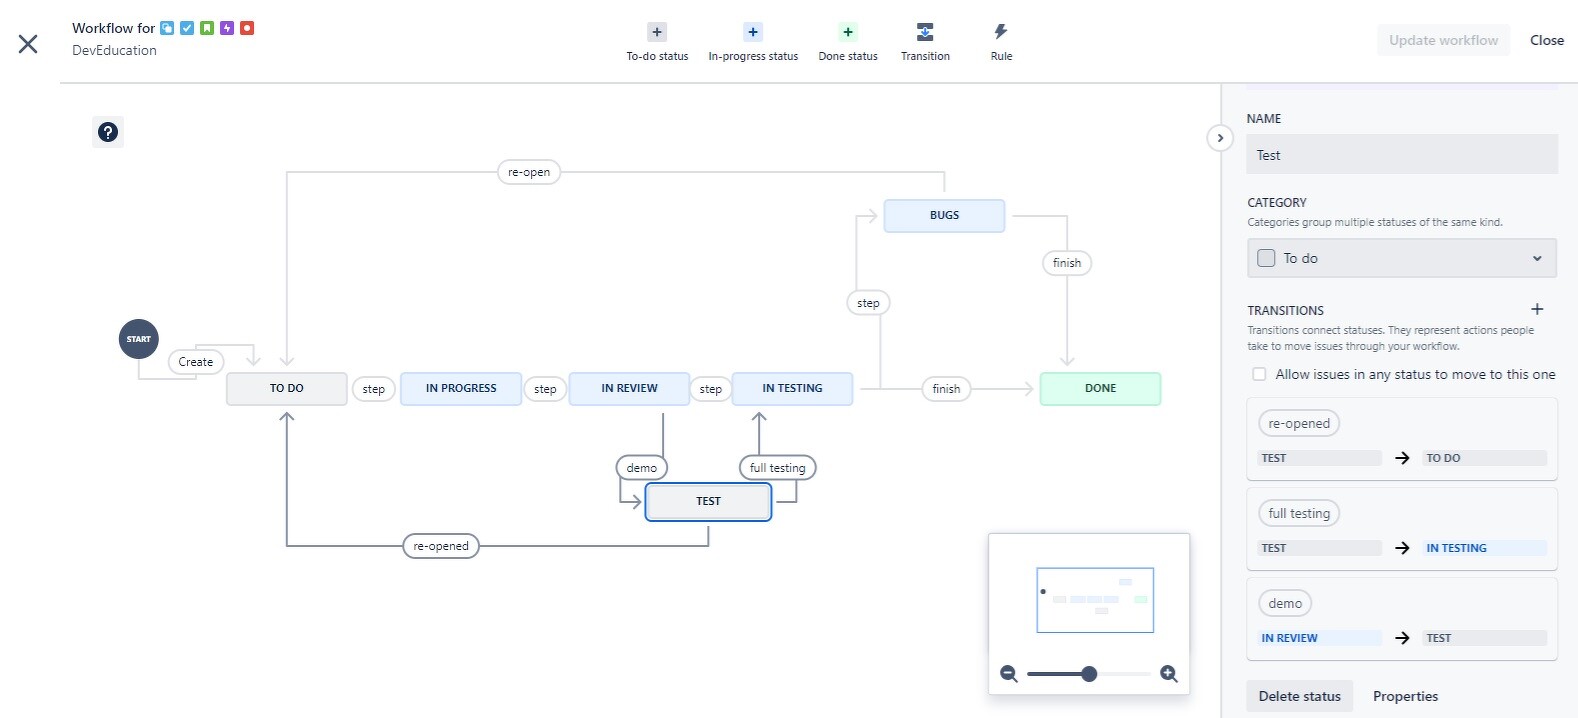 Workflow for
DevEducation
To-do status
In-progress status
Done status
Transition
Rule
Update workflow
Close
?
re-open
BUGS
finish
step
START
Create
TO DO
step
IN PROGRESS
step
IN REVIEW
step
IN TESTING
finish
DONE
demo
full testing
TEST
re-opened
NAME
Test
CATEGORY
Categories group multiple statuses of the same kind.
To do
TRANSITIONS
Transitions connect statuses. They represent actions people
take to move issues through your workflow.
Allow issues in any status to move to this one
re-opened
TEST → TO DO
full testing
TEST → IN TESTING
demo
IN REVIEW → TEST
Delete status
Properties